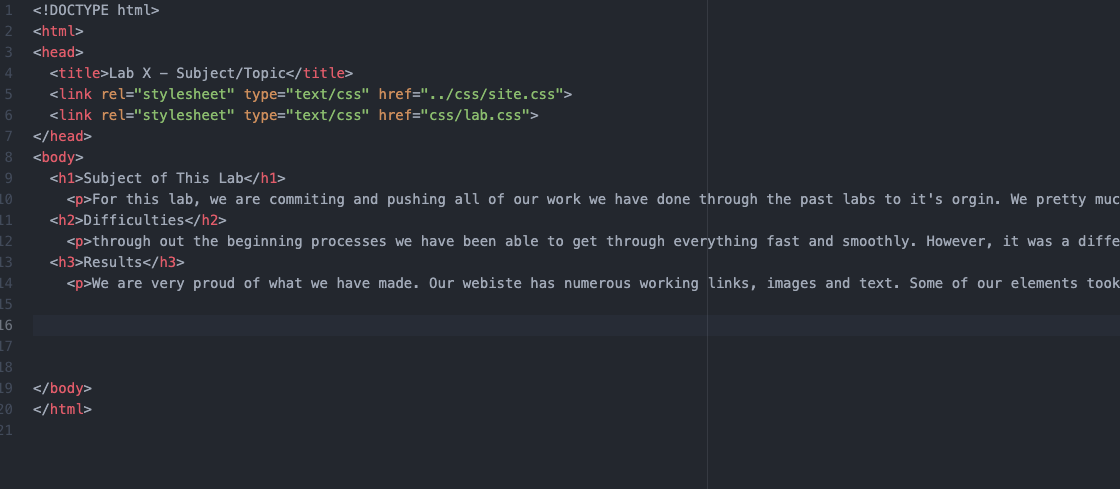 1 <!DOCTYPE html>
2 <html>
3 <head>
4 <title>Lab X – Subject/Topic</title>
5 <link rel="stylesheet" type="text/css" href="../css/site.css">
6 <link rel="stylesheet" type="text/css" href="css/lab.css">
7 </head>
8 <body>
9 <h1>Subject of This Lab</h1>
10 <p>For this lab, we are commiting and pushing all of our work we have done through the past labs to it's orgin. We pretty muc
11 <h2>Difficulties</h2>
12 <p>through out the beginning processes we have been able to get through everything fast and smoothly. However, it was a diffe
13 <h3>Results</h3>
14 <p>We are very proud of what we have made. Our webiste has numerous working links, images and text. Some of our elements took
15
16
17
18
19 </body>
20 </html>
21